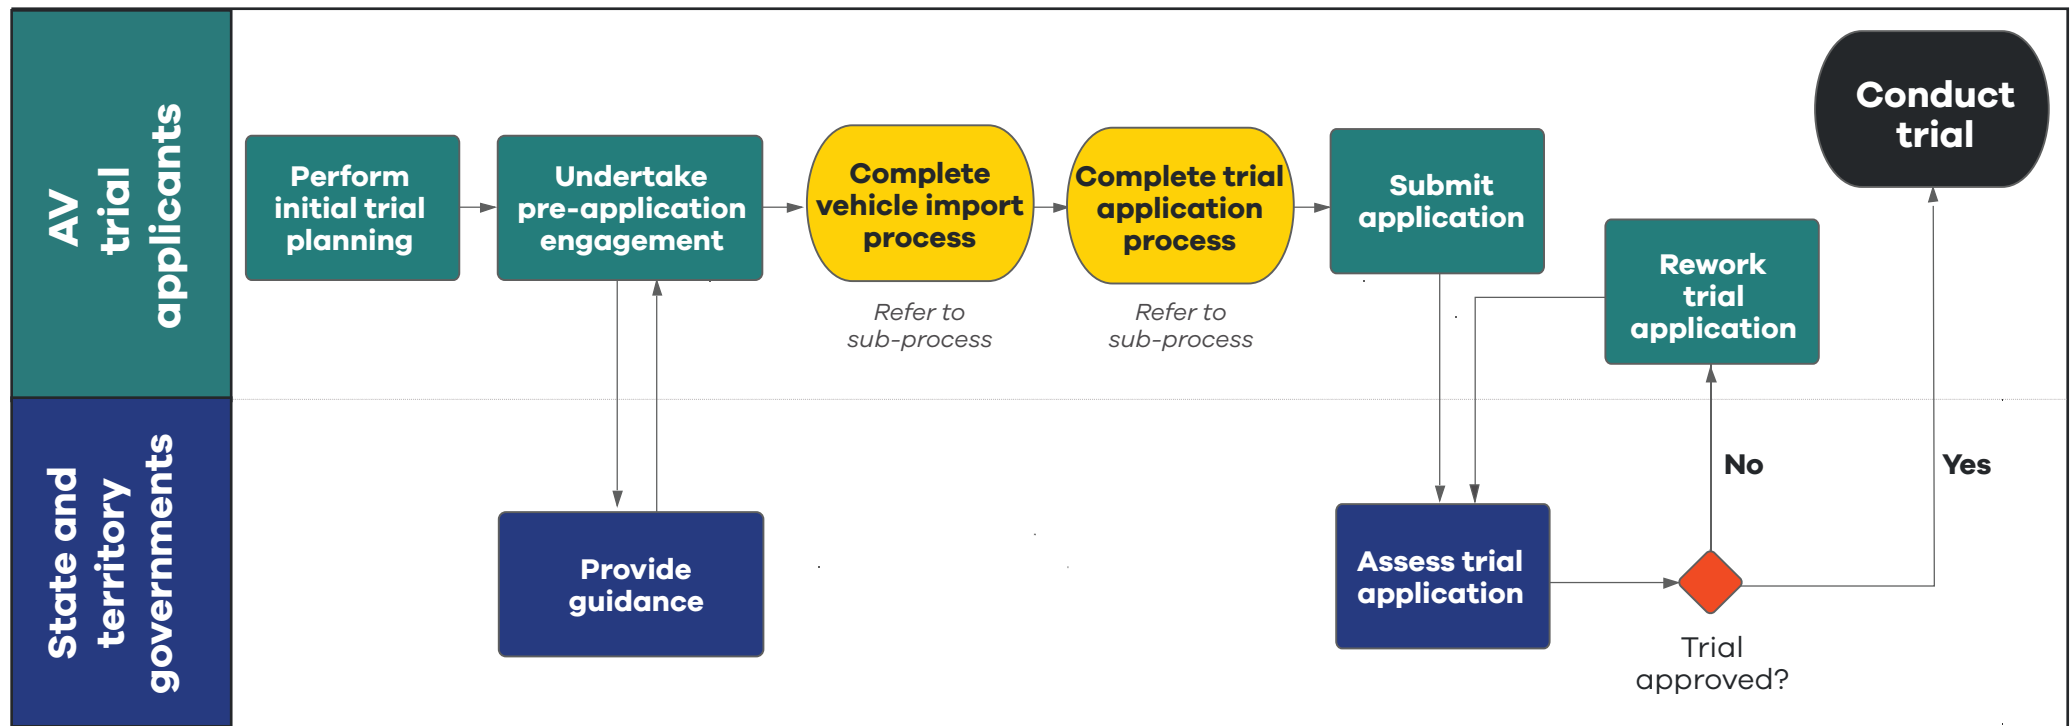 AV
trial
applicants
Perform
initial trial
planning
Undertake
pre-application
engagement
Complete
vehicle import
process
Refer to
sub-process
Complete trial
application
process
Refer to
sub-process
Submit
application
Rework
trial
application
Conduct
trial
State and
territory
governments
Provide
guidance
Assess trial
application
No
Yes
Trial
approved?